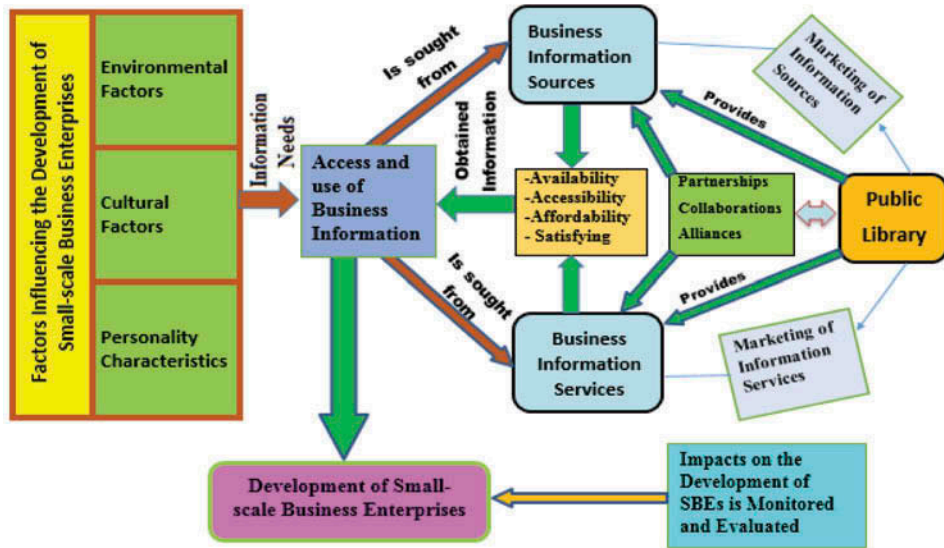 Factors Influencing the Development of
Small-scale Business Enterprises
Environmental
Factors
Cultural
Factors
Personality
Characteristics
Information
Needs
Access and
use of
Business
Information
Is sought
from
Is sought
from
Obtained
Information
Business
Information
Sources
-Availability
-Accessibility
-Affordability
- Satisfying
Business
Information
Services
Partnerships
Collaborations
Alliances
Provides
Provides
Public
Library
Marketing of
Information
Sources
Marketing of
Information
Services
Development of Small-
scale Business Enterprises
Impacts on the
Development of
SBEs is Monitored
and Evaluated